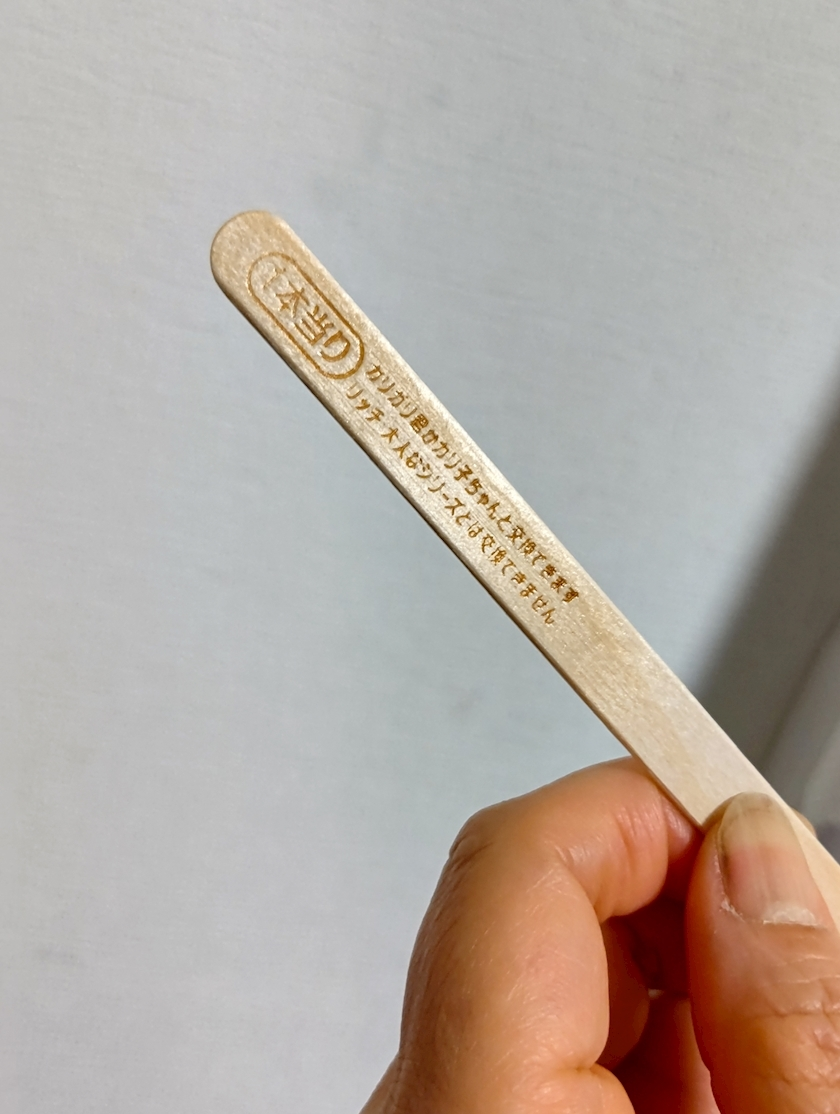 1本当り
ガリガリ君かガリ子ちゃんと交換できます
リッチ・大人なシリーズとは交換できません